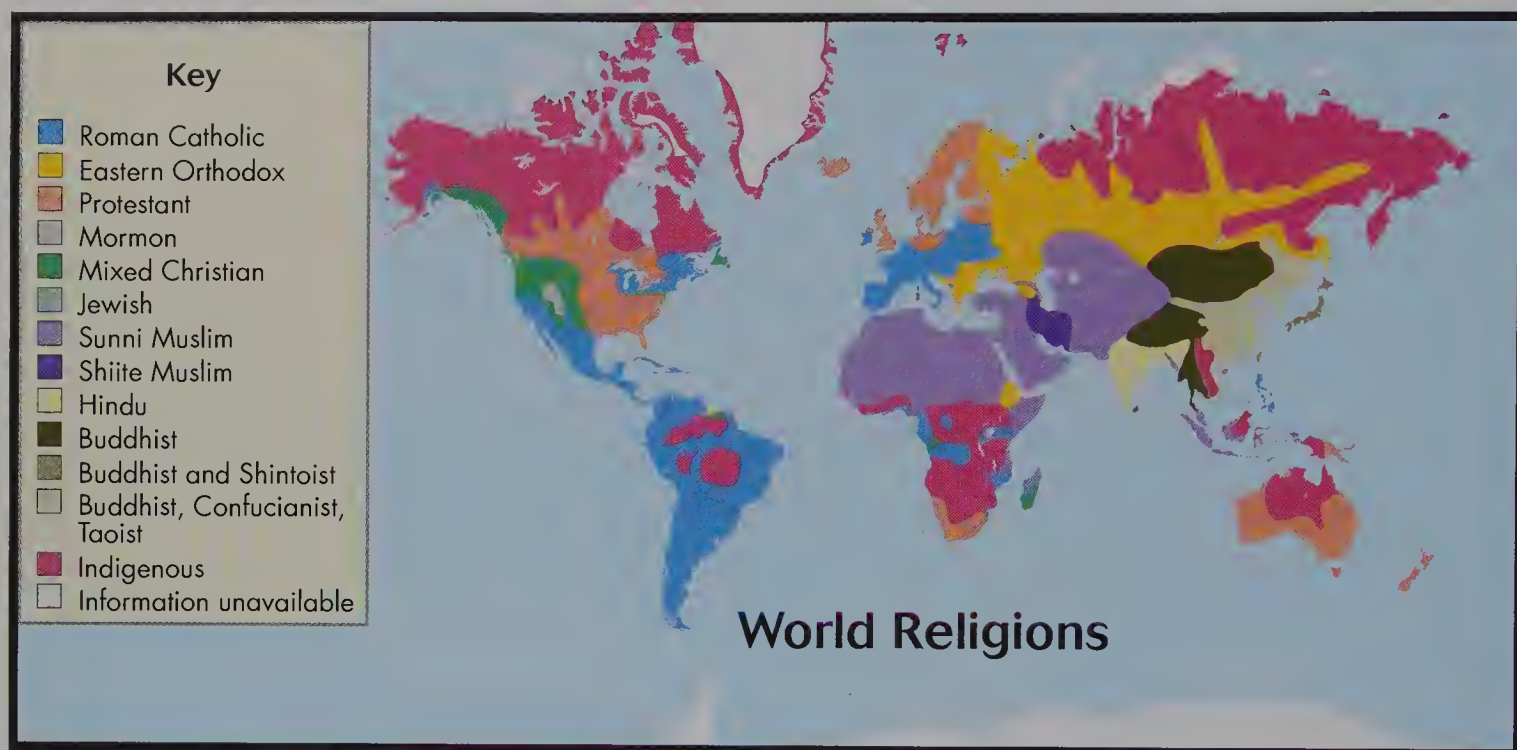 Key
Roman Catholic
Eastern Orthodox
Protestant
Mormon
Mixed Christian
Jewish
Sunni Muslim
Shiite Muslim
Hindu
Buddhist
Buddhist and Shintoist
Buddhist, Confucianist,
Taoist
Indigenous
Information unavailable
World Religions